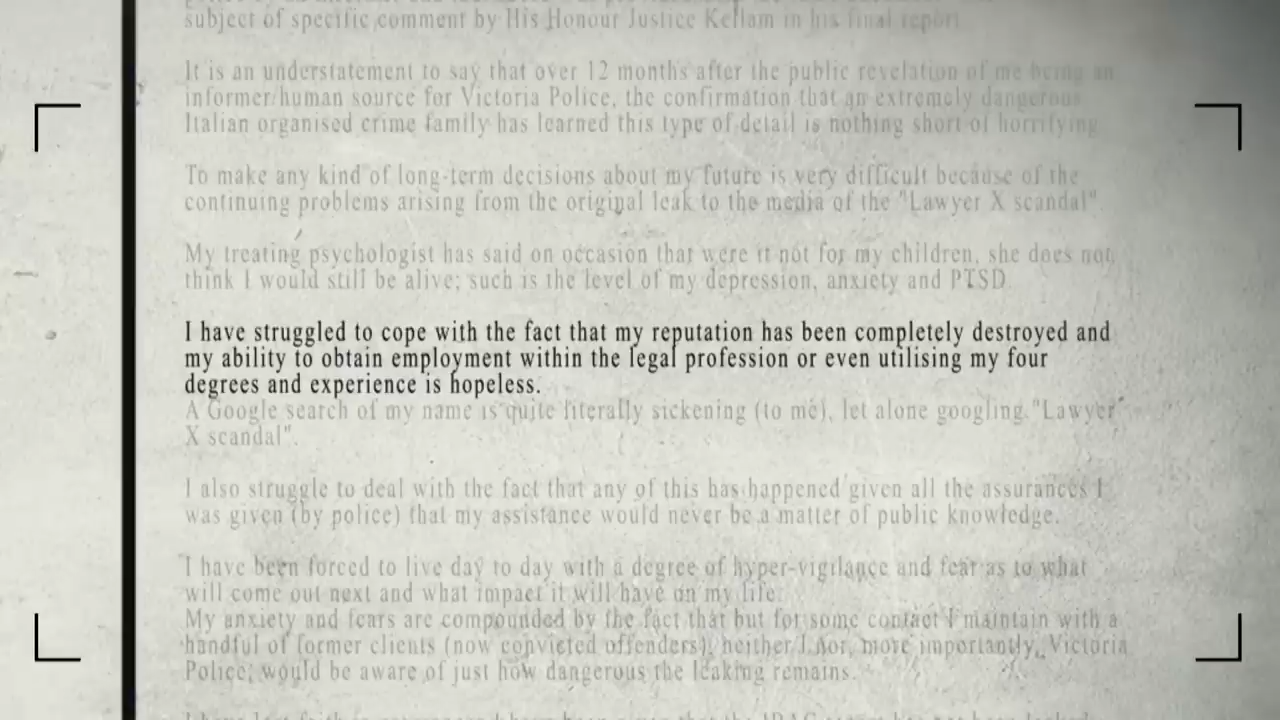 subject of specific comment by His Honour Justice Kellam in his final report
It is an understatement to say that over 12 months after the public revelation of me being an
informer/human source for Victoria Police, the confirmation that an extremely dangerous
Italian organised crime family has learned this type of detail is nothing short of horrifying
To make any kind of long-term decisions about my future is very difficult because of the
continuing problems arising from the original leak to the media of the "Lawyer X scandal".
My treating psychologist has said on occasion that were it not for my children, she does not
think I would still be alive; such is the level of my depression, anxiety and PTSD.
I have struggled to cope with the fact that my reputation has been completely destroyed and
my ability to obtain employment within the legal profession or even utilising my four
degrees and experience is hopeless.
A Google search of my name is quite literally sickening (to me), let alone googling "Lawyer
X scandal".
I also struggle to deal with the fact that any of this has happened given all the assurances I
was given (by police) that my assistance would never be a matter of public knowledge.
I have been forced to live day to day with a degree of hyper-vigilance and fear as to what
will come out next and what impact it will have on my life.
My anxiety and fears are compounded by the fact that but for some contact I maintain with a
handful of former clients (now convicted offenders), neither I nor, more importantly, Victoria
Police, would be aware of just how dangerous the leaking remains.